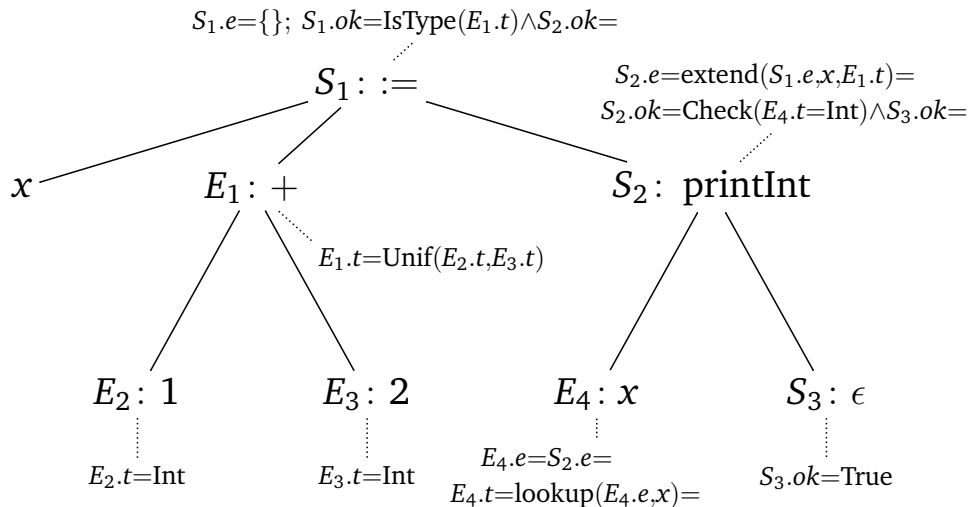 S₁.e={}; S₁.ok=IsType(E₁.t)∧S₂.ok=
S₁: :=
S₂.e=extend(S₁.e,x,E₁.t)=
S₂.ok=Check(E₄.t=Int)∧S₃.ok=
x
E₁: +
S₂: printInt
E₁.t=Unif(E₂.t,E₃.t)
E₂: 1
E₃: 2
E₄: x
S₃: ϵ
E₂.t=Int
E₃.t=Int
E₄.e=S₂.e=
E₄.t=lookup(E₄.e,x)=
S₃.ok=True